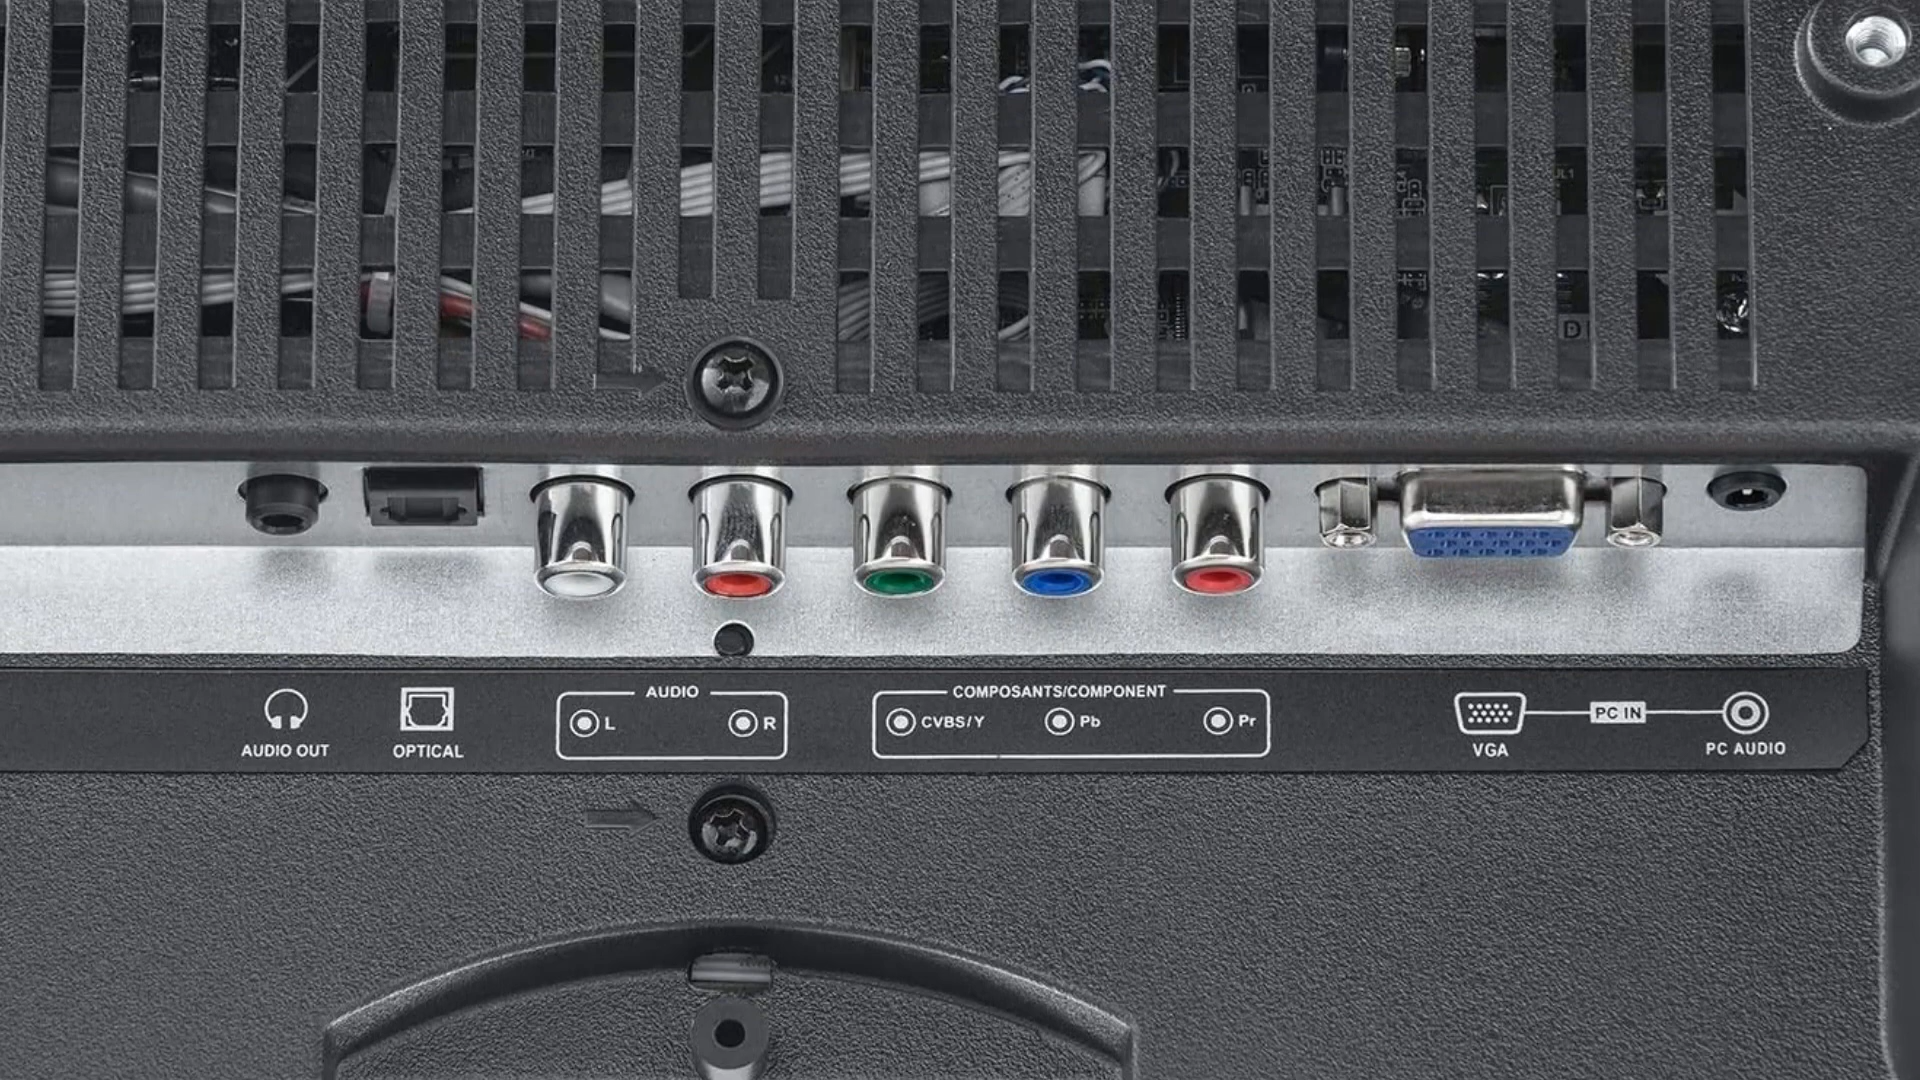 AUDIO OUT
OPTICAL
AUDIO
L
R
COMPOSANTS/COMPONENT
CVBS/Y
Pb
Pr
VGA
PC IN
PC AUDIO